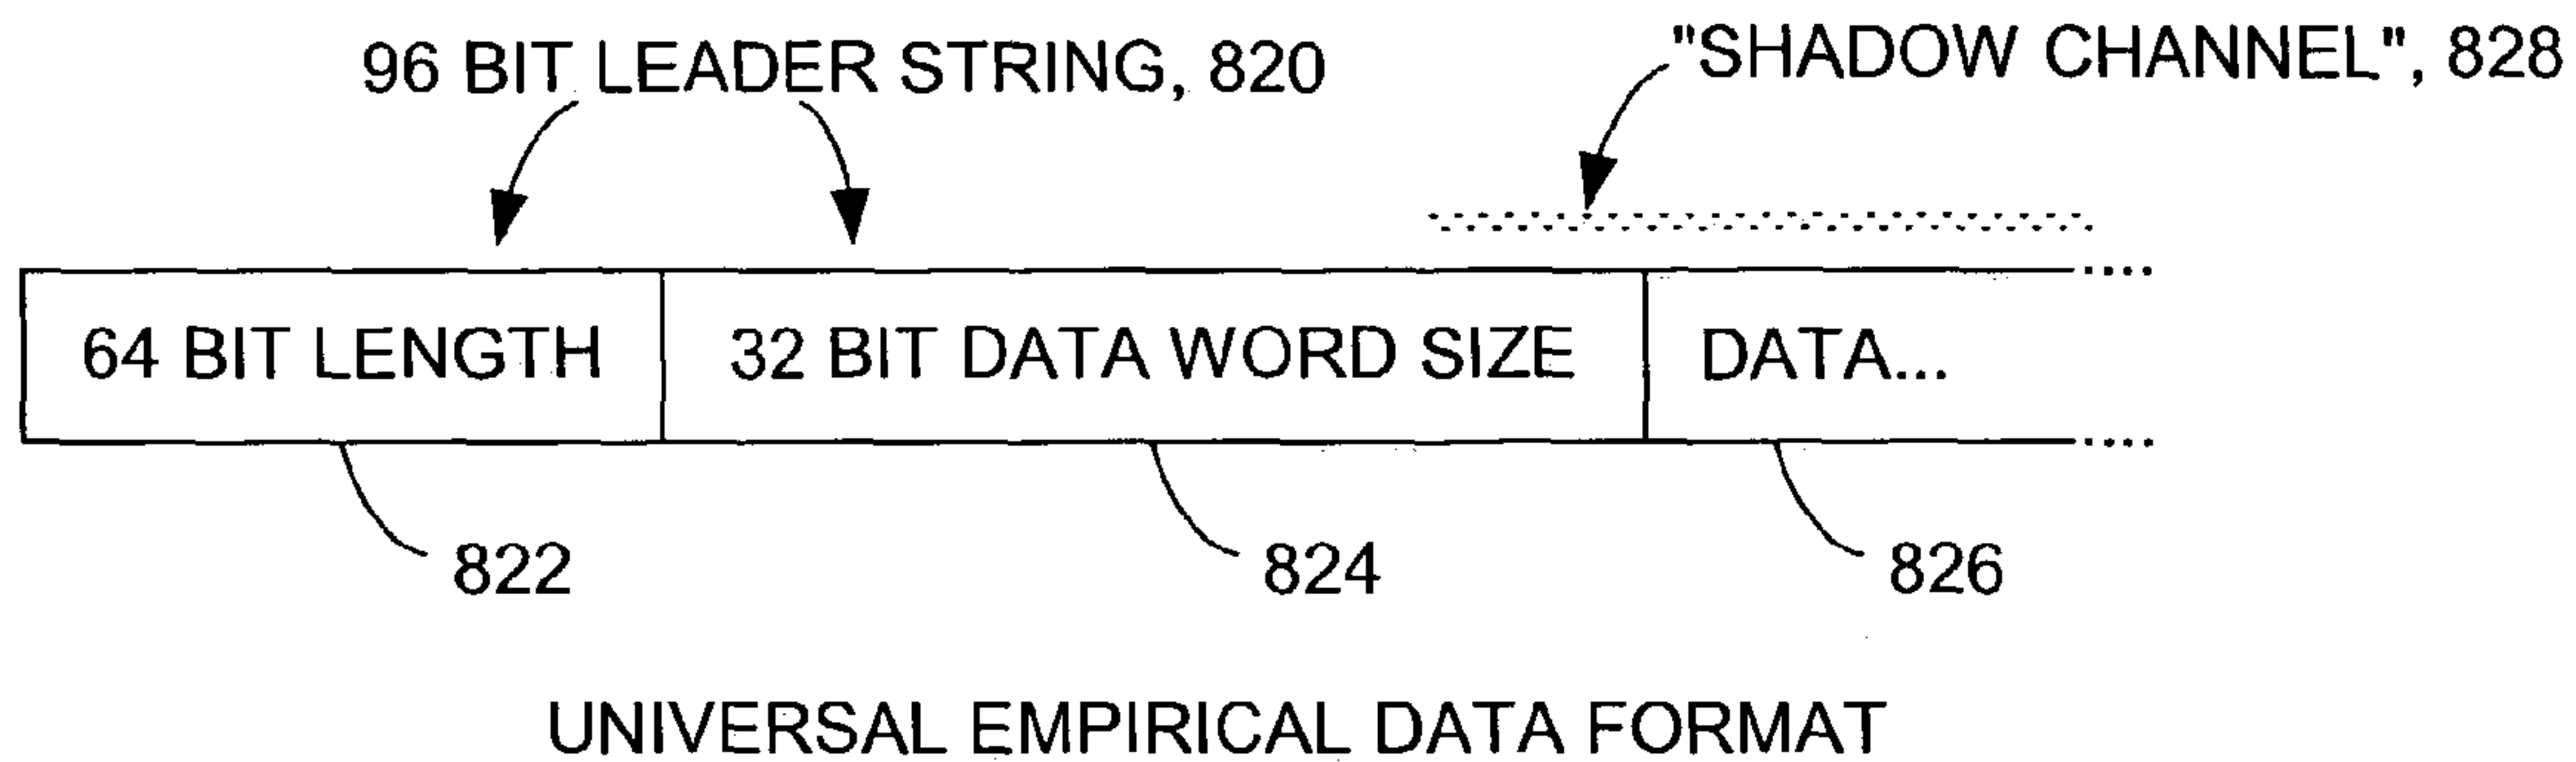 96 BIT LEADER STRING, 820
"SHADOW CHANNEL", 828
64 BIT LENGTH
32 BIT DATA WORD SIZE
DATA...
822
824
826
UNIVERSAL EMPIRICAL DATA FORMAT